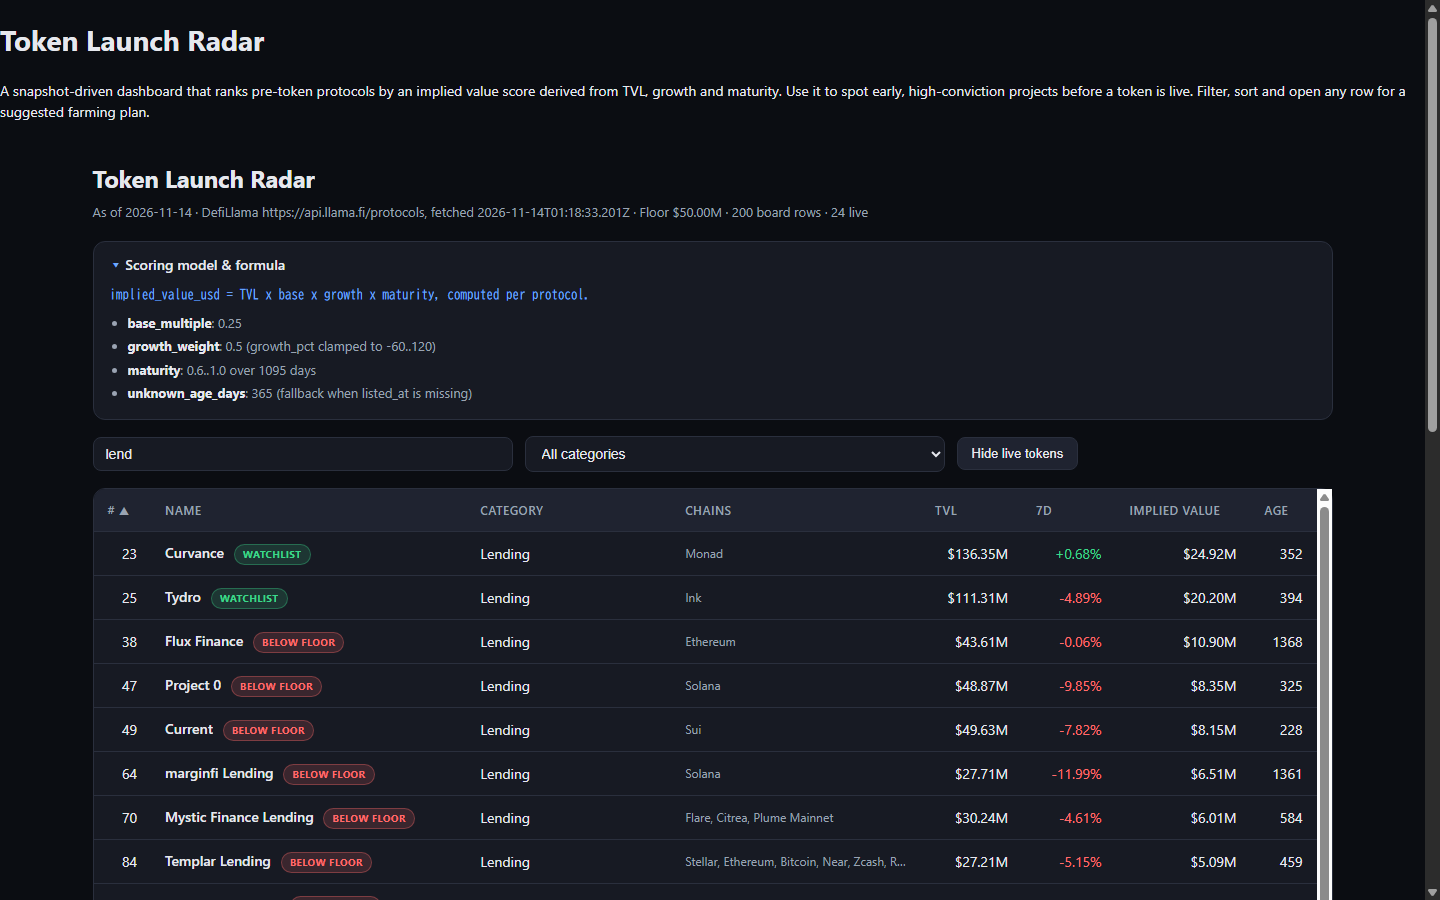 Token Launch Radar
A snapshot-driven dashboard that ranks pre-token protocols by an implied value score derived from TVL, growth and maturity. Use it to spot early, high-conviction projects before a token is live. Filter, sort and open any row for a
suggested farming plan.
Token Launch Radar
As of 2026-11-14 · DefiLlama https://api.llama.fi/protocols, fetched 2026-11-14T01:18:33.201Z · Floor $50.00M · 200 board rows · 24 live
▾ Scoring model & formula
implied_value_usd = TVL x base x growth x maturity, computed per protocol.
• base_multiple: 0.25
• growth_weight: 0.5 (growth_pct clamped to -60..120)
• maturity: 0.6..1.0 over 1095 days
• unknown_age_days: 365 (fallback when listed_at is missing)
lend All categories Hide live tokens
# ▲ NAME CATEGORY CHAINS TVL 7D IMPLIED VALUE AGE
23 Curvance WATCHLIST Lending Monad $136.35M +0.68% $24.92M 352
25 Tydro WATCHLIST Lending Ink $111.31M -4.89% $20.20M 394
38 Flux Finance BELOW FLOOR Lending Ethereum $43.61M -0.06% $10.90M 1368
47 Project 0 BELOW FLOOR Lending Solana $48.87M -9.85% $8.35M 325
49 Current BELOW FLOOR Lending Sui $49.63M -7.82% $8.15M 228
64 marginfi Lending BELOW FLOOR Lending Solana $27.71M -11.99% $6.51M 1361
70 Mystic Finance Lending BELOW FLOOR Lending Flare, Citrea, Plume Mainnet $30.24M -4.61% $6.01M 584
84 Templar Lending BELOW FLOOR Lending Stellar, Ethereum, Bitcoin, Near, Zcash, R... $27.21M -5.15% $5.09M 459